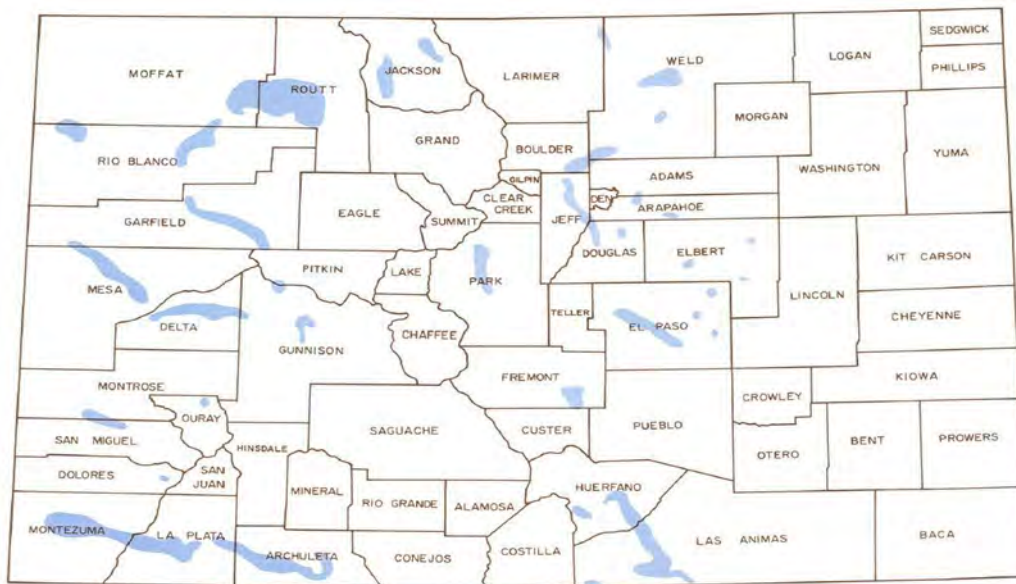 SEDGWICK
LOGAN
WELD
MOFFAT
JACKSON
LARIMER
PHILLIPS
ROUTT
MORGAN
GRAND
BOULDER
YUMA
RIO BLANCO
WASHINGTON
ADAMS
GILPIN
CLEAR
CREEK
DEN
ARAPAHOE
GARFIELD
EAGLE
SUMMIT
JEFF
DOUGLAS
ELBERT
KIT CARSON
PITKIN
LAKE
PARK
MESA
LINCOLN
TELLER
CHEYENNE
DELTA
EL PASO
CHAFFEE
GUNNISON
KIOWA
FREMONT
MONTROSE
CROWLEY
OURAY
PUEBLO
SAGUACHE
CUSTER
SAN MIGUEL
HINSDALE
BENT
PROWERS
OTERO
DOLORES
SAN
JUAN
MINERAL
HUERFANO
RIO GRANDE
ALAMOSA
MONTEZUMA
LA PLATA
ARCHULETA
CONEJOS
COSTILLA
LAS ANIMAS
BACA